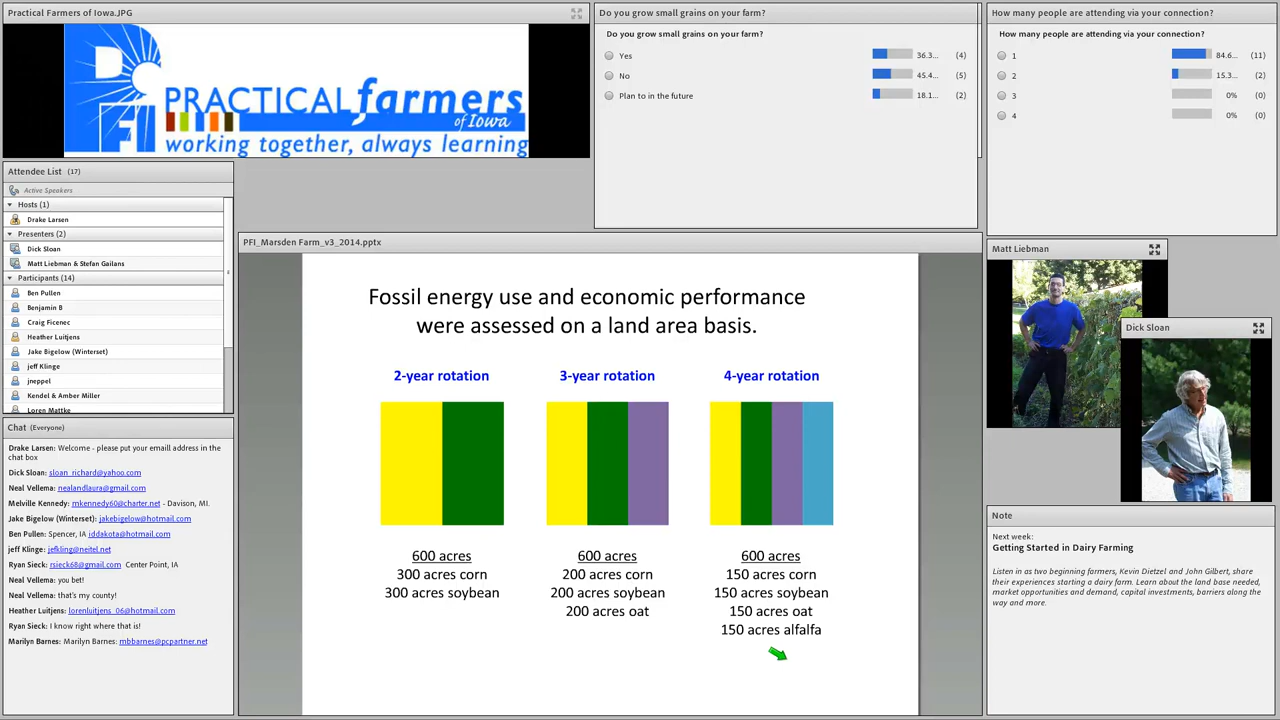 Practical Farmers of Iowa.JPG
PRACTICAL farmers
of Iowa
working together, always learning
Do you grow small grains on your farm?
Do you grow small grains on your farm?
Yes 36.3... (4)
No 45.4... (5)
Plan to in the future 18.1... (2)
How many people are attending via your connection?
How many people are attending via your connection?
1 84.6... (11)
2 15.3... (2)
3 0% (0)
4 0% (0)
Attendee List (17)
Active Speakers
Hosts (1)
Drake Larsen
Presenters (2)
Dick Sloan
Matt Liebman & Stefan Gailans
Participants (14)
Ben Pullen
Benjamin B
Craig Ficenec
Heather Luitjens
Jake Bigelow (Winterset)
jeff Klinge
jneppel
Kendel & Amber Miller
Loren Mattke
Chat (Everyone)
Drake Larsen: Welcome - please put your emaill address in the
chat box
Dick Sloan: sloan_richard@yahoo.com
Neal Vellema: nealandlaura@gmail.com
Melville Kennedy: mkennedy60@charter.net - Davison, MI.
Jake Bigelow (Winterset): jakebigelow@hotmail.com
Ben Pullen: Spencer, IA iddakota@hotmail.com
jeff Klinge: jefkling@neitel.net
Ryan Sieck: rsieck68@gmail.com Center Point, IA
Neal Vellema: you bet!
Neal Vellema: that's my county!
Heather Luitjens: lorenluitjens_06@hotmail.com
Ryan Sieck: I know right where that is!
Marilyn Barnes: Marilyn Barnes: mbbarnes@pcpartner.net
PFI_Marsden Farm_v3_2014.pptx
Fossil energy use and economic performance
were assessed on a land area basis.
2-year rotation
600 acres
300 acres corn
300 acres soybean
3-year rotation
600 acres
200 acres corn
200 acres soybean
200 acres oat
4-year rotation
600 acres
150 acres corn
150 acres soybean
150 acres oat
150 acres alfalfa
Matt Liebman
Dick Sloan
Note
Next week:
Getting Started in Dairy Farming
Listen in as two beginning farmers, Kevin Dietzel and John Gilbert,
share their experiences starting a dairy farm. Learn about the land base needed,
market opportunities and demand, capital investments, barriers along
the way and more.